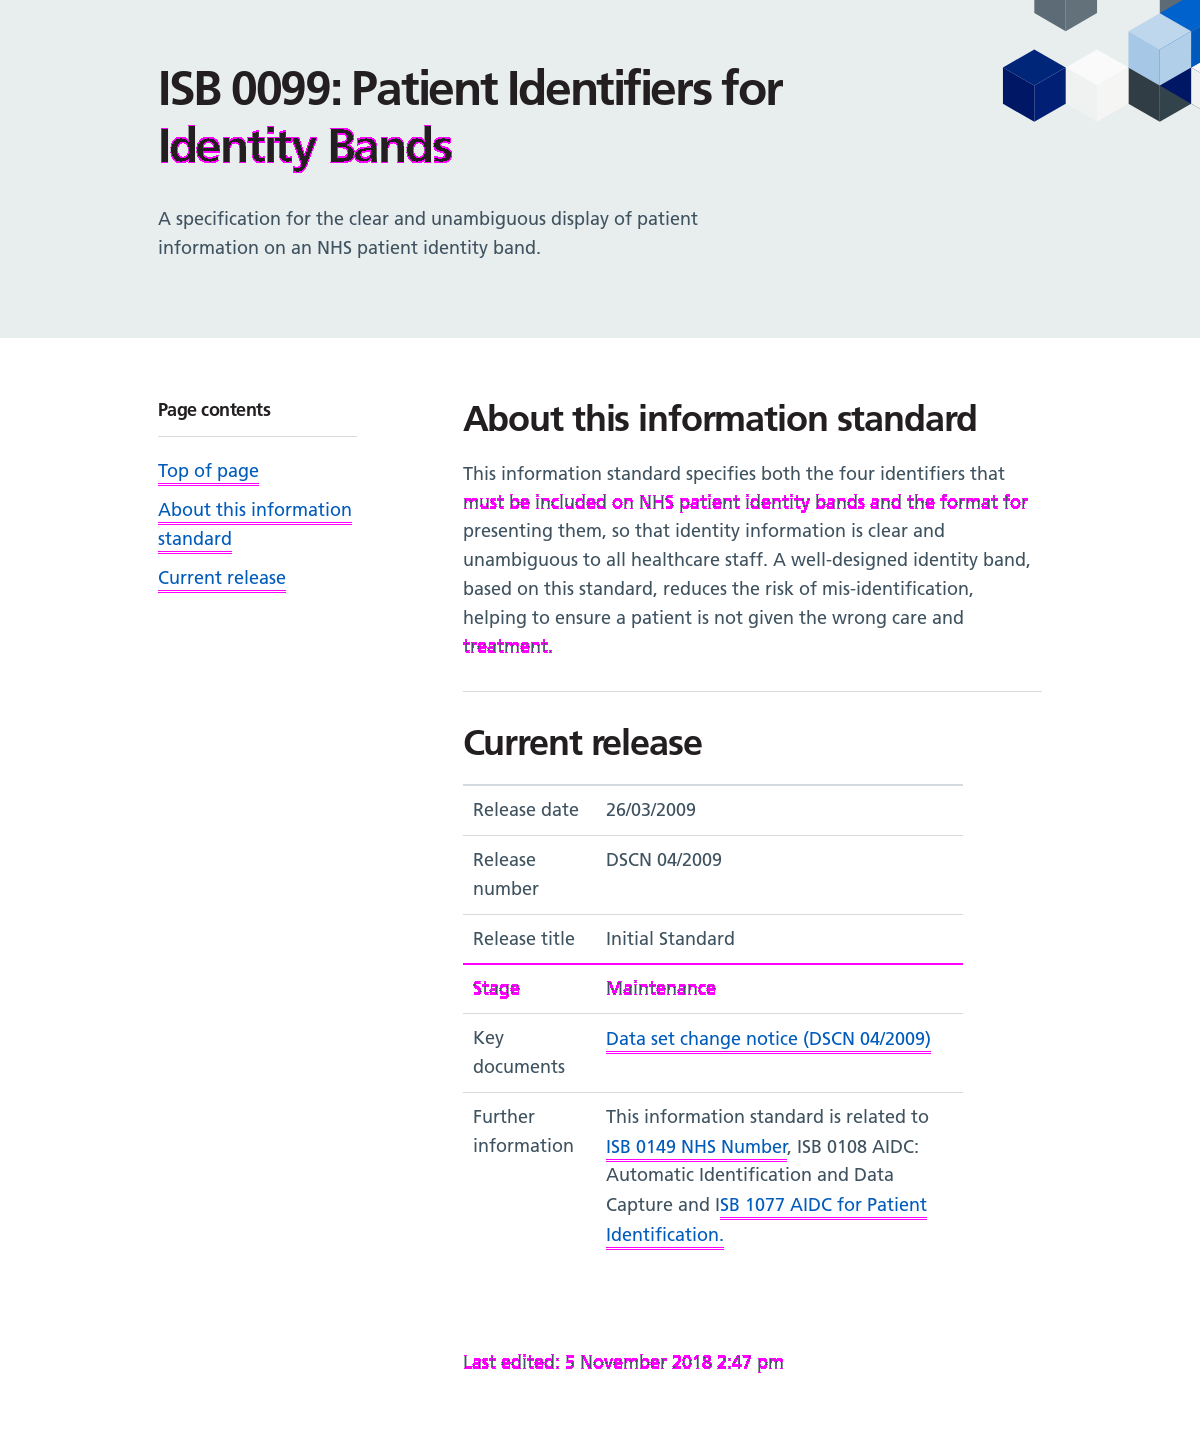 ISB 0099: Patient Identifiers for
Identity Bands
A specification for the clear and unambiguous display of patient
information on an NHS patient identity band.
Page contents
Top of page
About this information
standard
Current release
About this information standard
This information standard specifies both the four identifiers that
must be included on NHS patient identity bands and the format for
presenting them, so that identity information is clear and
unambiguous to all healthcare staff. A well-designed identity band,
based on this standard, reduces the risk of mis-identification,
helping to ensure a patient is not given the wrong care and
treatment.
Current release
Release date 26/03/2009
Release DSCN 04/2009
number
Release title Initial Standard
Stage Maintenance
Key Data set change notice (DSCN 04/2009)
documents
Further This information standard is related to
information ISB 0149 NHS Number, ISB 0108 AIDC:
Automatic Identification and Data
Capture and ISB 1077 AIDC for Patient
Identification.
Last edited: 5 November 2018 2:47 pm